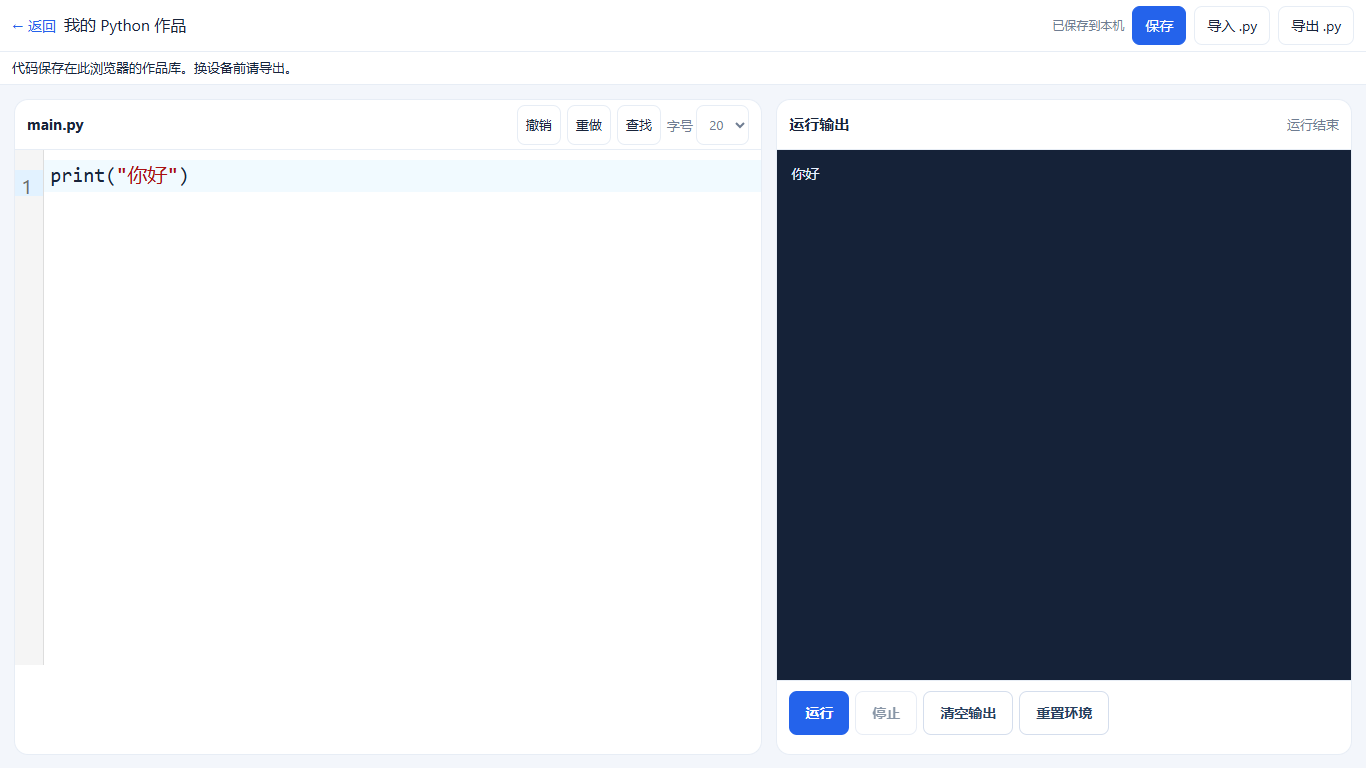 ← 返回 我的 Python 作品 已保存到本机 保存 导入 .py 导出 .py
代码保存在此浏览器的作品库。换设备前请导出。
main.py 撤销 重做 查找 字号 20
1 print("你好")
运行输出 运行结束
你好
运行 停止 清空输出 重置环境